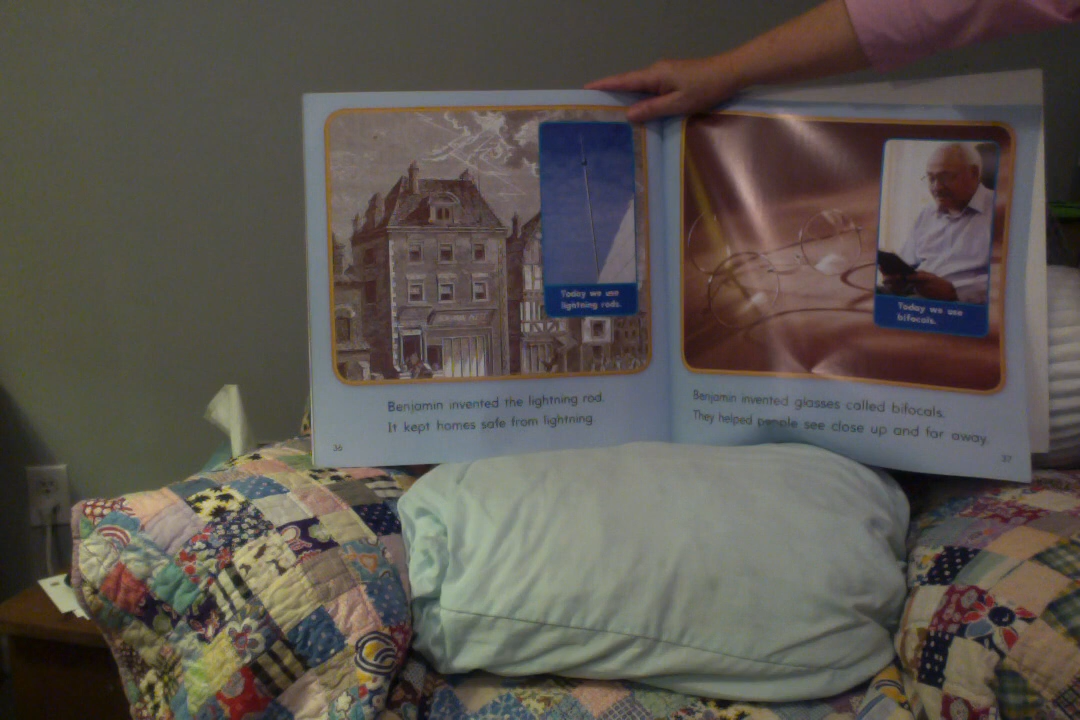 Today we use
lightning rods.
Benjamin invented the lightning rod.
It kept homes safe from lightning.
36
Today we use
bifocals.
Benjamin invented glasses called bifocals.
They helped people see close up and far away.
37